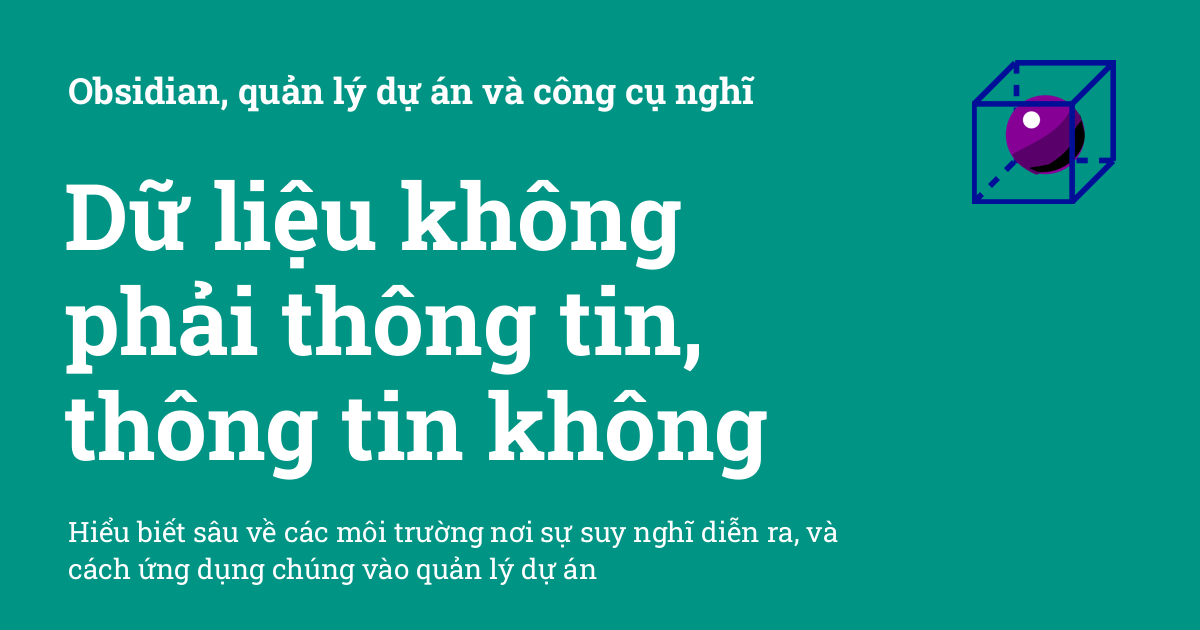 Obsidian, quản lý dự án và công cụ nghĩ
Dữ liệu không
phải thông tin,
thông tin không
Hiểu biết sâu về các môi trường nơi sự suy nghĩ diễn ra, và
cách ứng dụng chúng vào quản lý dự án